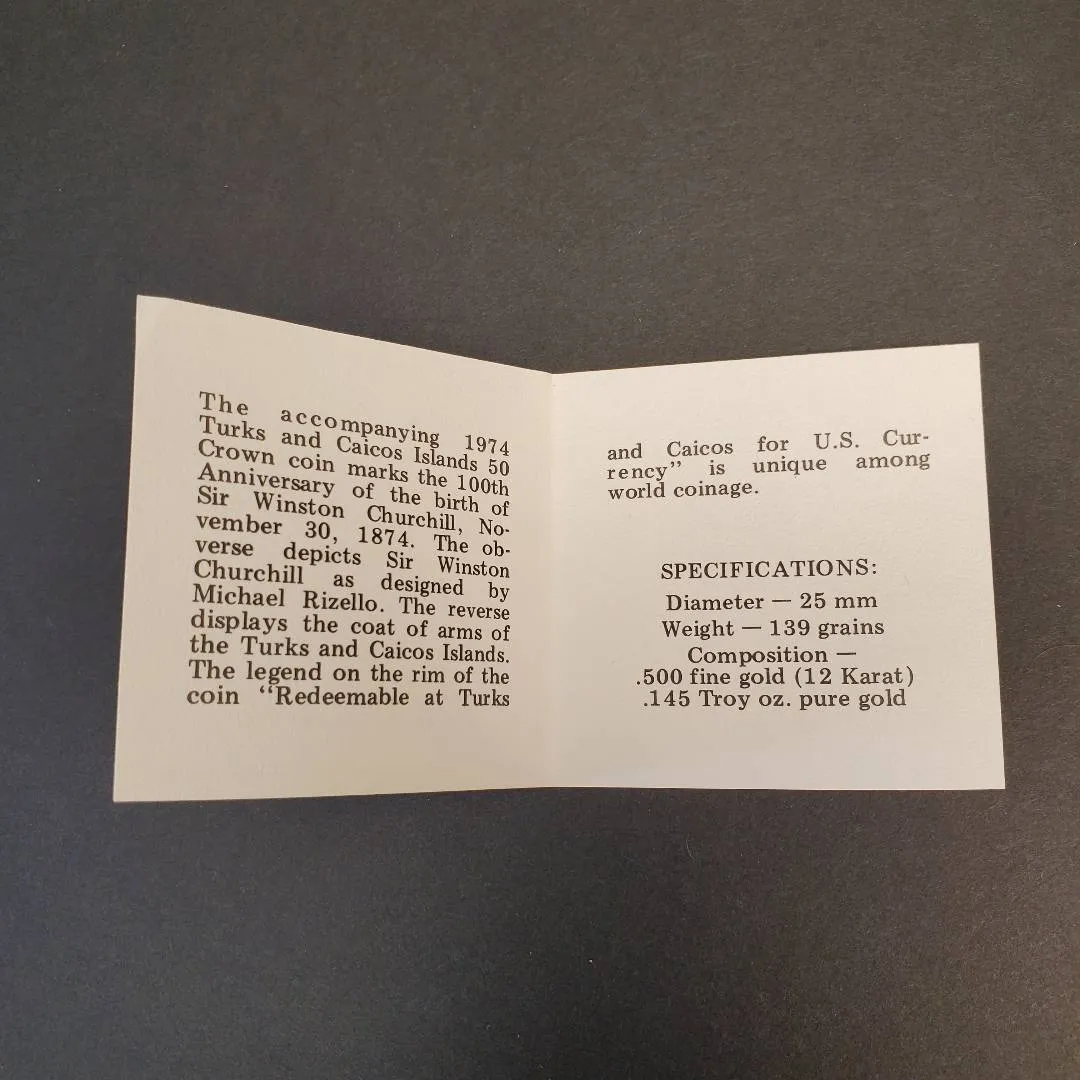 The accompanying 1974
Turks and Caicos Islands 50
Crown coin marks the 100th
Anniversary of the birth of
Sir Winston Churchill, No-
vember 30, 1874. The ob-
verse depicts Sir Winston
Churchill as designed by
Michael Rizello. The reverse
displays the coat of arms of
the Turks and Caicos Islands.
The legend on the rim of the
coin “Redeemable at Turks
and Caicos for U.S. Cur-
rency” is unique among
world coinage.
SPECIFICATIONS:
Diameter — 25 mm
Weight — 139 grains
Composition —
.500 fine gold (12 Karat)
.145 Troy oz. pure gold